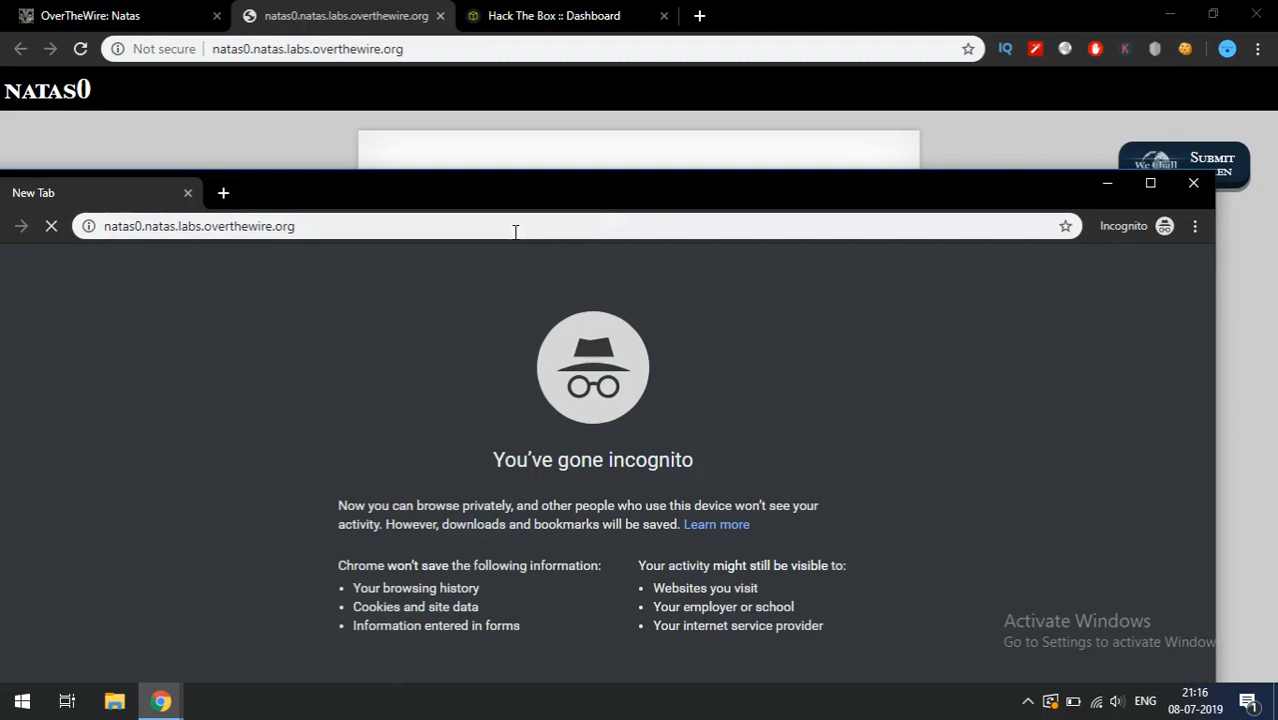 OverTheWire: Natas
natas0.natas.labs.overthewire.org
Hack The Box :: Dashboard
Not secure
natas0.natas.labs.overthewire.org
IQ
K
NATAS0
We Chall
SUBMIT
New Tab
natas0.natas.labs.overthewire.org
Incognito
You've gone incognito
Now you can browse privately, and other people who use this device won't see your
activity. However, downloads and bookmarks will be saved. Learn more
Chrome won't save the following information:
• Your browsing history
• Cookies and site data
• Information entered in forms
Your activity might still be visible to:
• Websites you visit
• Your employer or school
• Your internet service provider
Activate Windows
Go to Settings to activate Window
ENG
21:16
08-07-2019
1